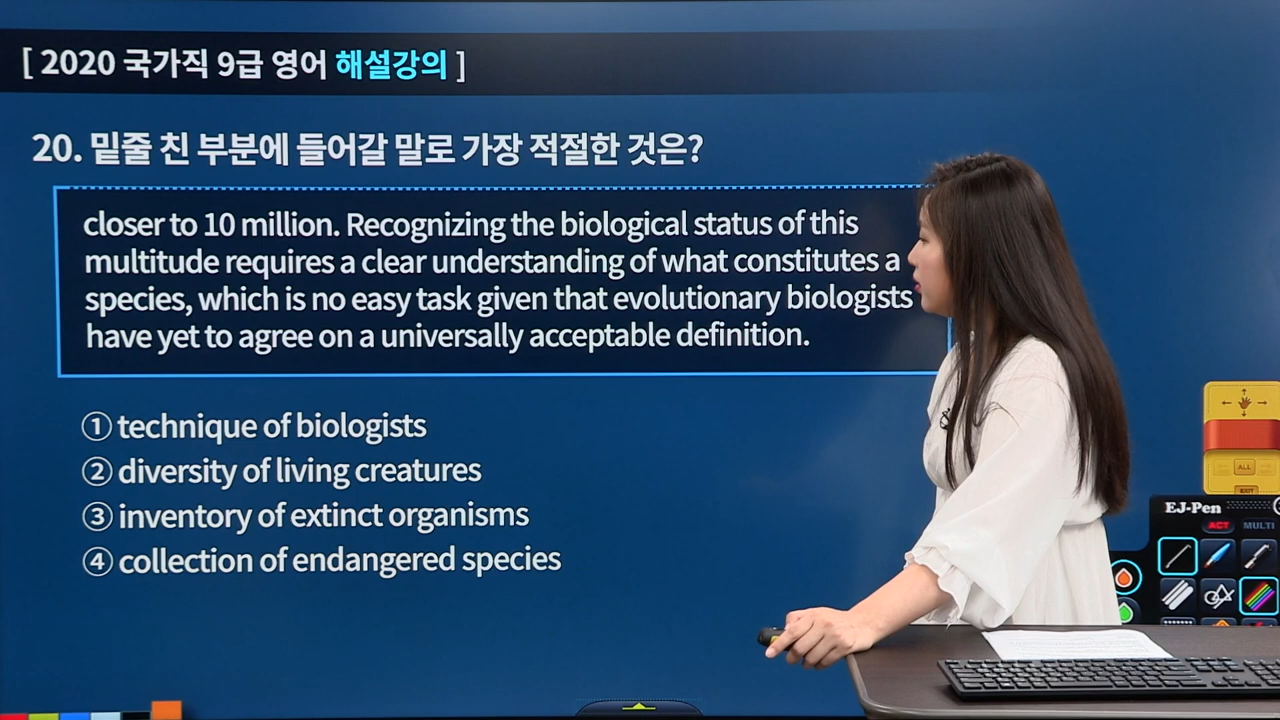 [ 2020 국가직 9급 영어 해설강의 ]
20. 밑줄 친 부분에 들어갈 말로 가장 적절한 것은?
closer to 10 million. Recognizing the biological status of this
multitude requires a clear understanding of what constitutes a
species, which is no easy task given that evolutionary biologists
have yet to agree on a universally acceptable definition.
① technique of biologists
② diversity of living creatures
③ inventory of extinct organisms
④ collection of endangered species
ALL
EXIT
EJ-Pen
ACT MULTI